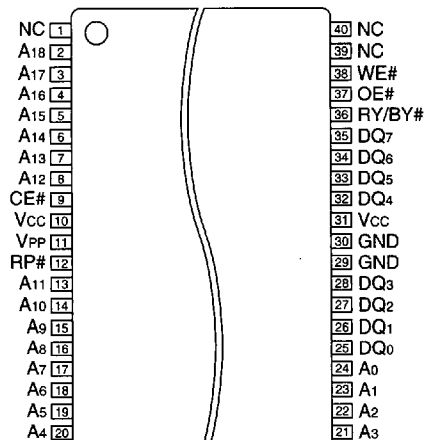 NC 1 40 NC
A18 2 39 NC
A17 3 38 WE#
A16 4 37 OE#
A15 5 36 RY/BY#
A14 6 35 DQ7
A13 7 34 DQ6
A12 8 33 DQ5
CE# 9 32 DQ4
VCC 10 31 VCC
VPP 11 30 GND
RP# 12 29 GND
A11 13 28 DQ3
A10 14 27 DQ2
A9 15 26 DQ1
A8 16 25 DQ0
A7 17 24 A0
A6 18 23 A1
A5 19 22 A2
A4 20 21 A3